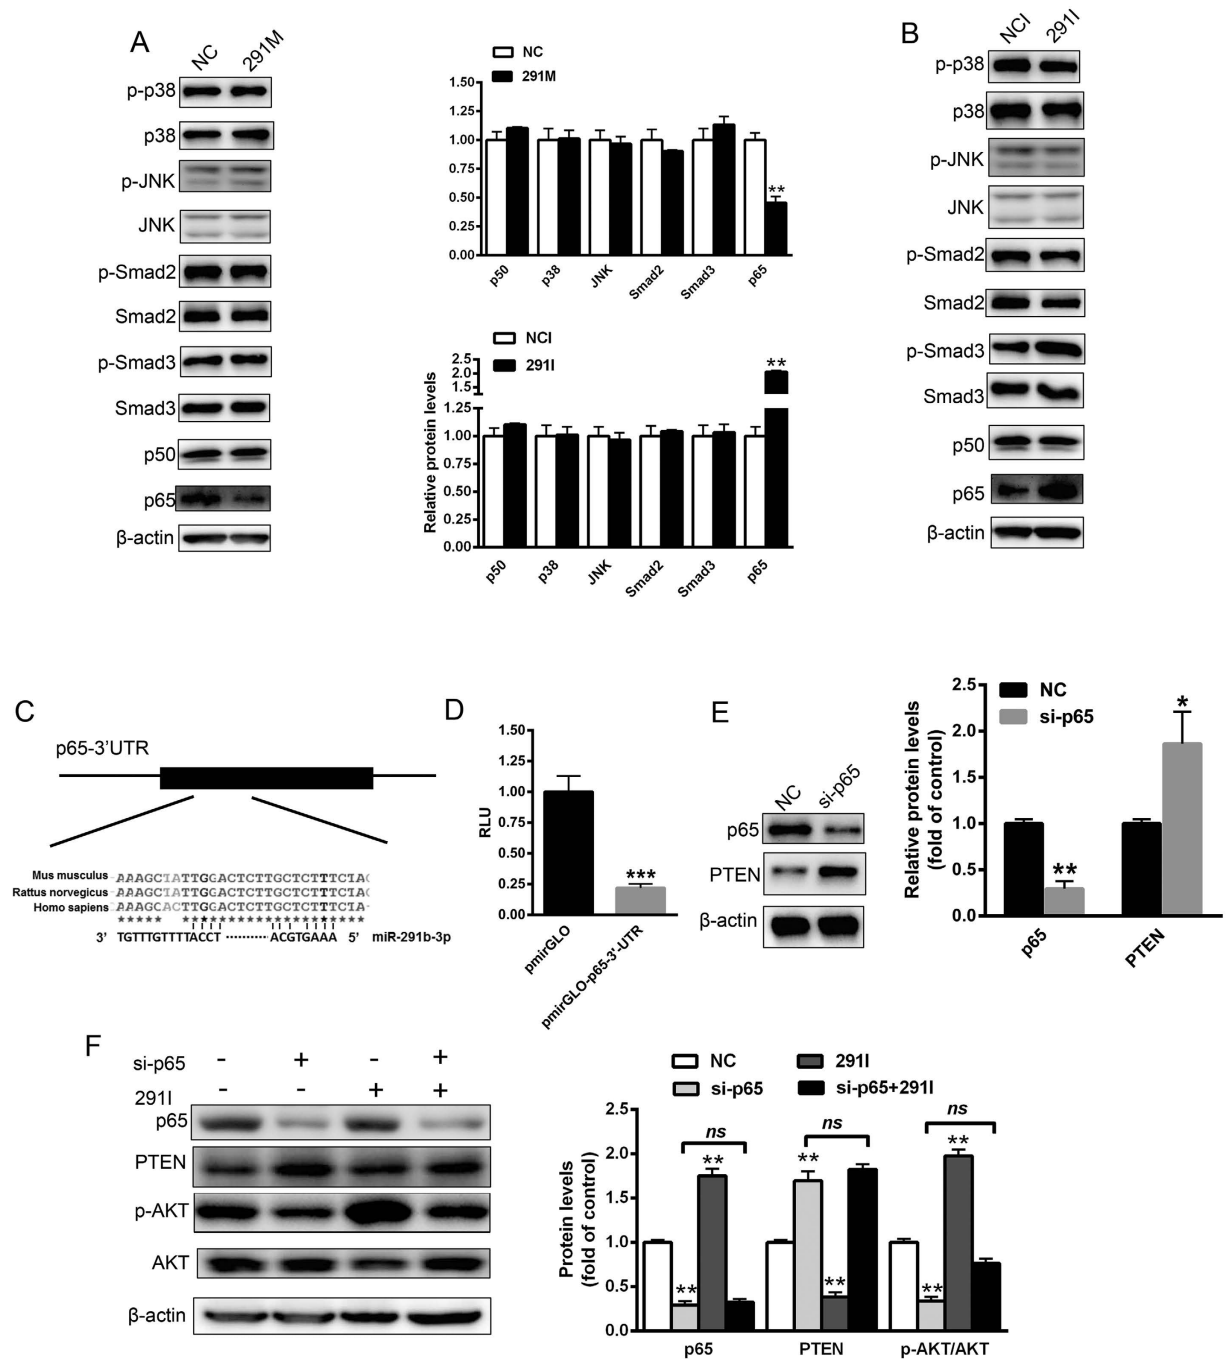 A
NC 291M
p-p38
p38
p-JNK
JNK
p-Smad2
Smad2
p-Smad3
Smad3
p50
p65
β-actin
NC
291M
1.50
1.25
1.00
0.75
0.50
0.25
0.00
**
p50 p38 JNK Smad2 Smad3 p65
NCI
291I
Relative protein levels
2.5
2.0
1.5
1.25
1.00
0.75
0.50
0.25
0.00
**
p50 p38 JNK Smad2 Smad3 p65
B
NCI 291I
p-p38
p38
p-JNK
JNK
p-Smad2
Smad2
p-Smad3
Smad3
p50
p65
β-actin
C
p65-3'UTR
Mus musculus AAAGCTATTGGACTCTTGCTCTTTCTA
Rattus norvegicus AAAGCTATTGGACTCTTGCTCTTTCTA
Homo sapiens AAAGCACTTGGACTCTTGCTCTTTCTA
3' TGTTTGTTTTACCT ---------- ACGTGAAA 5' miR-291b-3p
D
RLU
1.50
1.25
1.00
0.75
0.50
0.25
0.00
***
pmirGLO pmirGLO-p65-3'-UTR
E
NC si-p65
p65
PTEN
β-actin
NC
si-p65
Relative protein levels
(fold of control)
2.5
2.0
1.5
1.0
0.5
0.0
**
*
p65 PTEN
F
si-p65 - + - +
291I - - + +
p65
PTEN
p-AKT
AKT
β-actin
NC 291I
si-p65 si-p65+291I
Protein levels
(fold of control)
2.5
2.0
1.5
1.0
0.5
0.0
ns ns ns
** ** ** ** ** **
p65 PTEN p-AKT/AKT